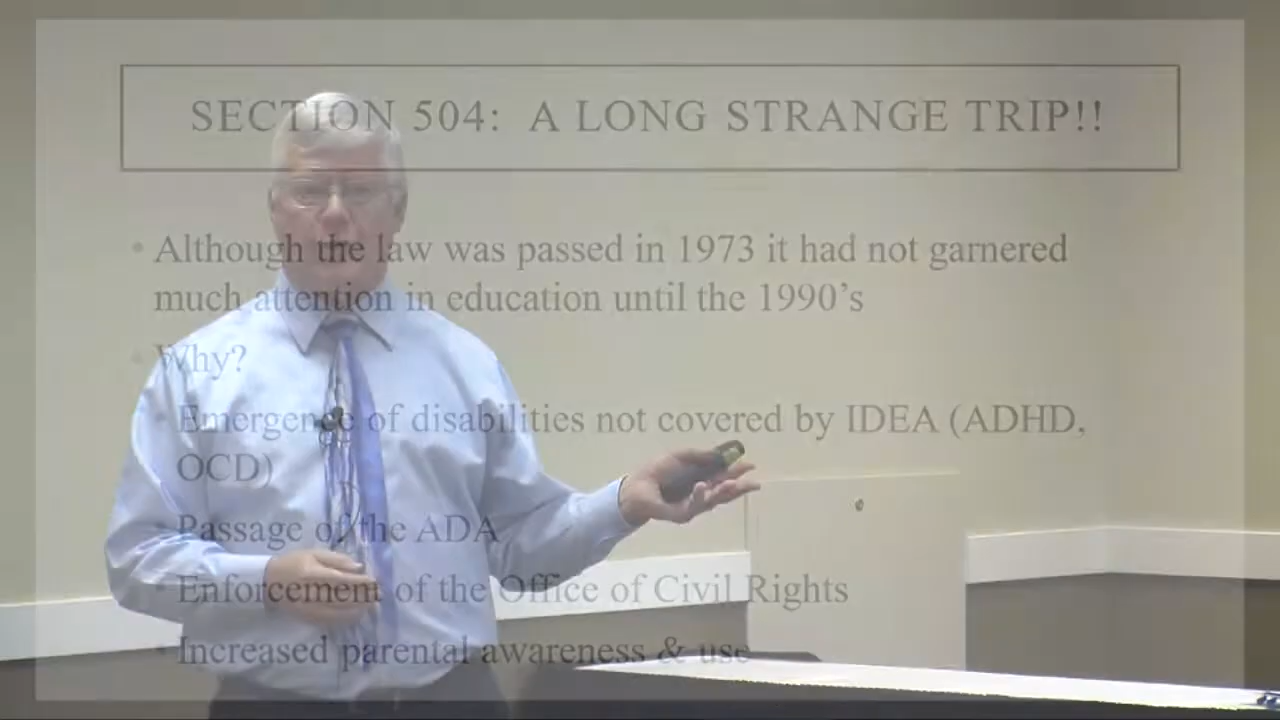 SECTION 504: A LONG STRANGE TRIP!!
• Although the law was passed in 1973 it had not garnered
much attention in education until the 1990’s
• Why?
• Emergence of disabilities not covered by IDEA (ADHD,
OCD)
• Passage of the ADA
• Enforcement of the Office of Civil Rights
• Increased parental awareness & use